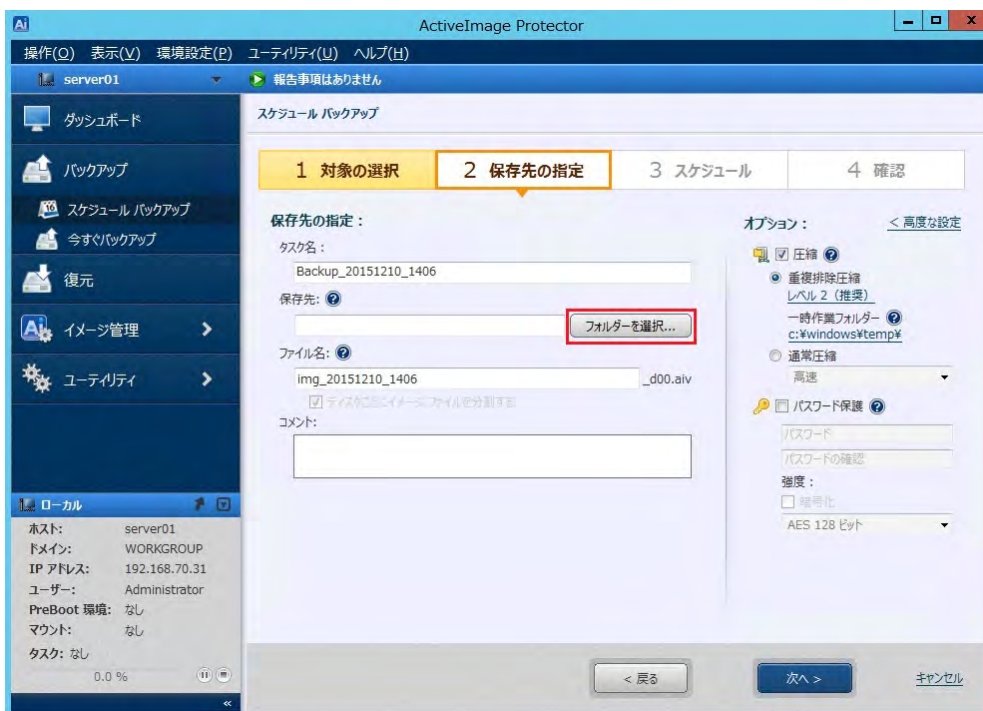 Ai
ActiveImage Protector
操作(O) 表示(V) 環境設定(P) ユーティリティ(U) ヘルプ(H)
server01
報告事項はありません
ダッシュボード
バックアップ
16 スケジュール バックアップ
今すぐバックアップ
復元
Ai イメージ管理
ユーティリティ
ローカル
ホスト: server01
ドメイン: WORKGROUP
IP アドレス: 192.168.70.31
ユーザー: Administrator
PreBoot 環境: なし
マウント: なし
タスク: なし
0.0 %
«
スケジュール バックアップ
1 対象の選択
2 保存先の指定
3 スケジュール
4 確認
保存先の指定：
タスク名：
Backup_20151210_1406
保存先:
フォルダーを選択...
ファイル名:
img_20151210_1406 _d00.aiv
ディスクごとにイメージファイルを分割する
コメント:
オプション： < 高度な設定
圧縮
重複排除圧縮
レベル 2（推奨）
一時作業フォルダー
c:¥windows¥temp¥
通常圧縮
高速
パスワード保護
パスワード
パスワードの確認
強度：
暗号化
AES 128 ビット
< 戻る
次へ >
キャンセル